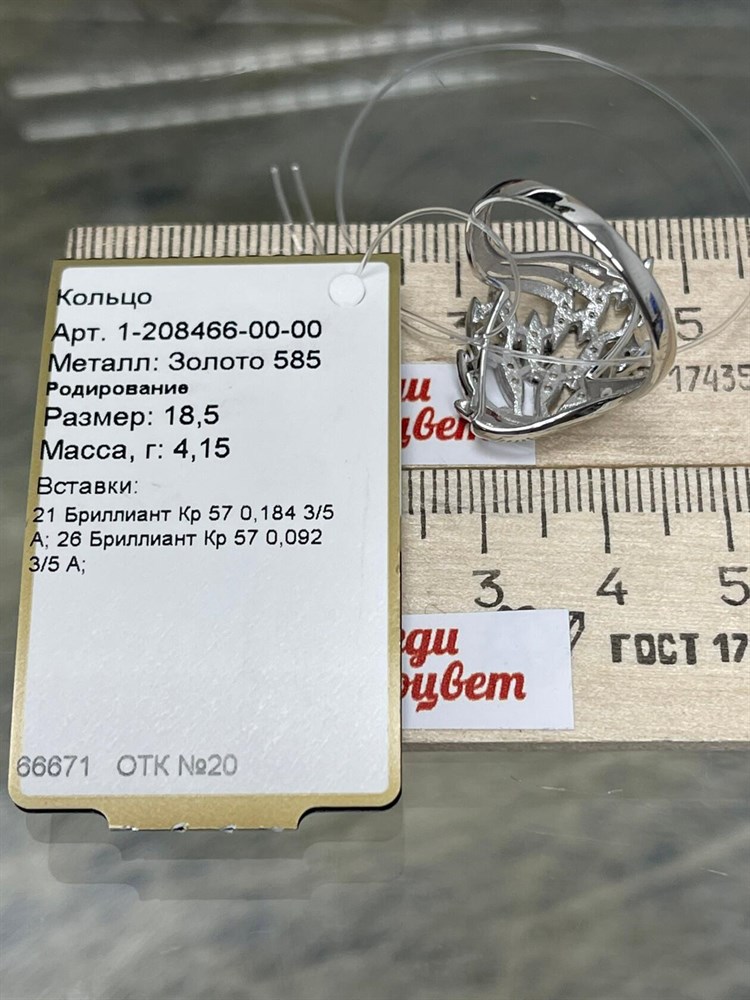 Кольцо
Арт. 1-208466-00-00
Металл: Золото 585
Родирование
Размер: 18,5
Масса, г: 4,15
Вставки:
21 Бриллиант Кр 57 0,184 3/5
А; 26 Бриллиант Кр 57 0,092
3/5 А;
66671 ОТК №20
5
17435
3 4 5
ГОСТ 17
еди
оцвет